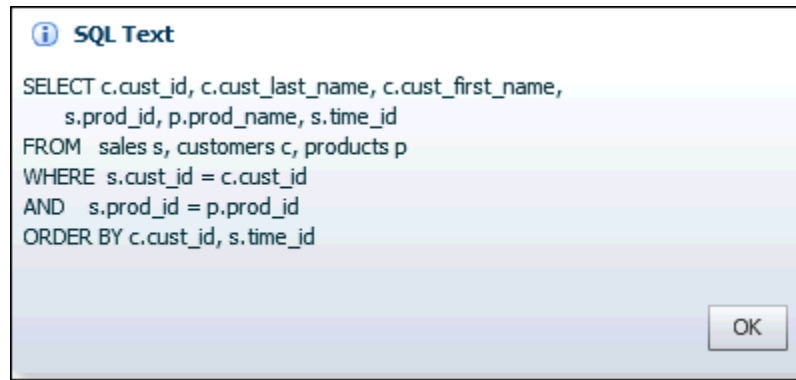 SQL Text
SELECT c.cust_id, c.cust_last_name, c.cust_first_name,
s.prod_id, p.prod_name, s.time_id
FROM sales s, customers c, products p
WHERE s.cust_id = c.cust_id
AND s.prod_id = p.prod_id
ORDER BY c.cust_id, s.time_id
OK